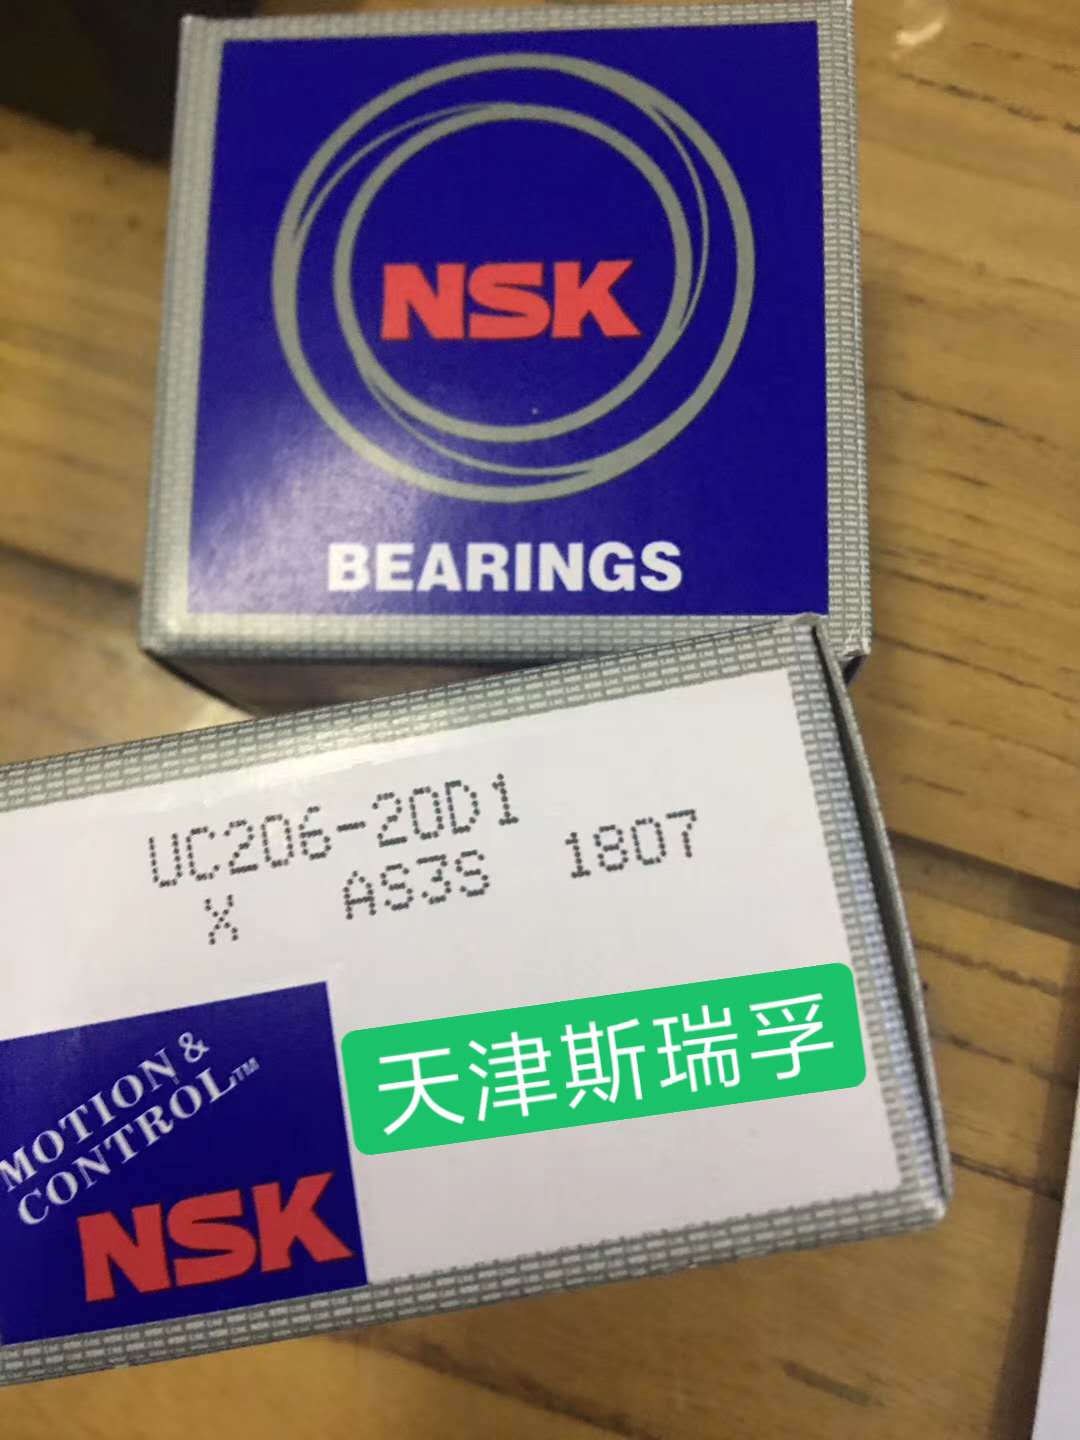 NSK
BEARINGS
UC206-20D1
X AS3S 1807
天津斯瑞孚
MOTION &
CONTROL™
NSK